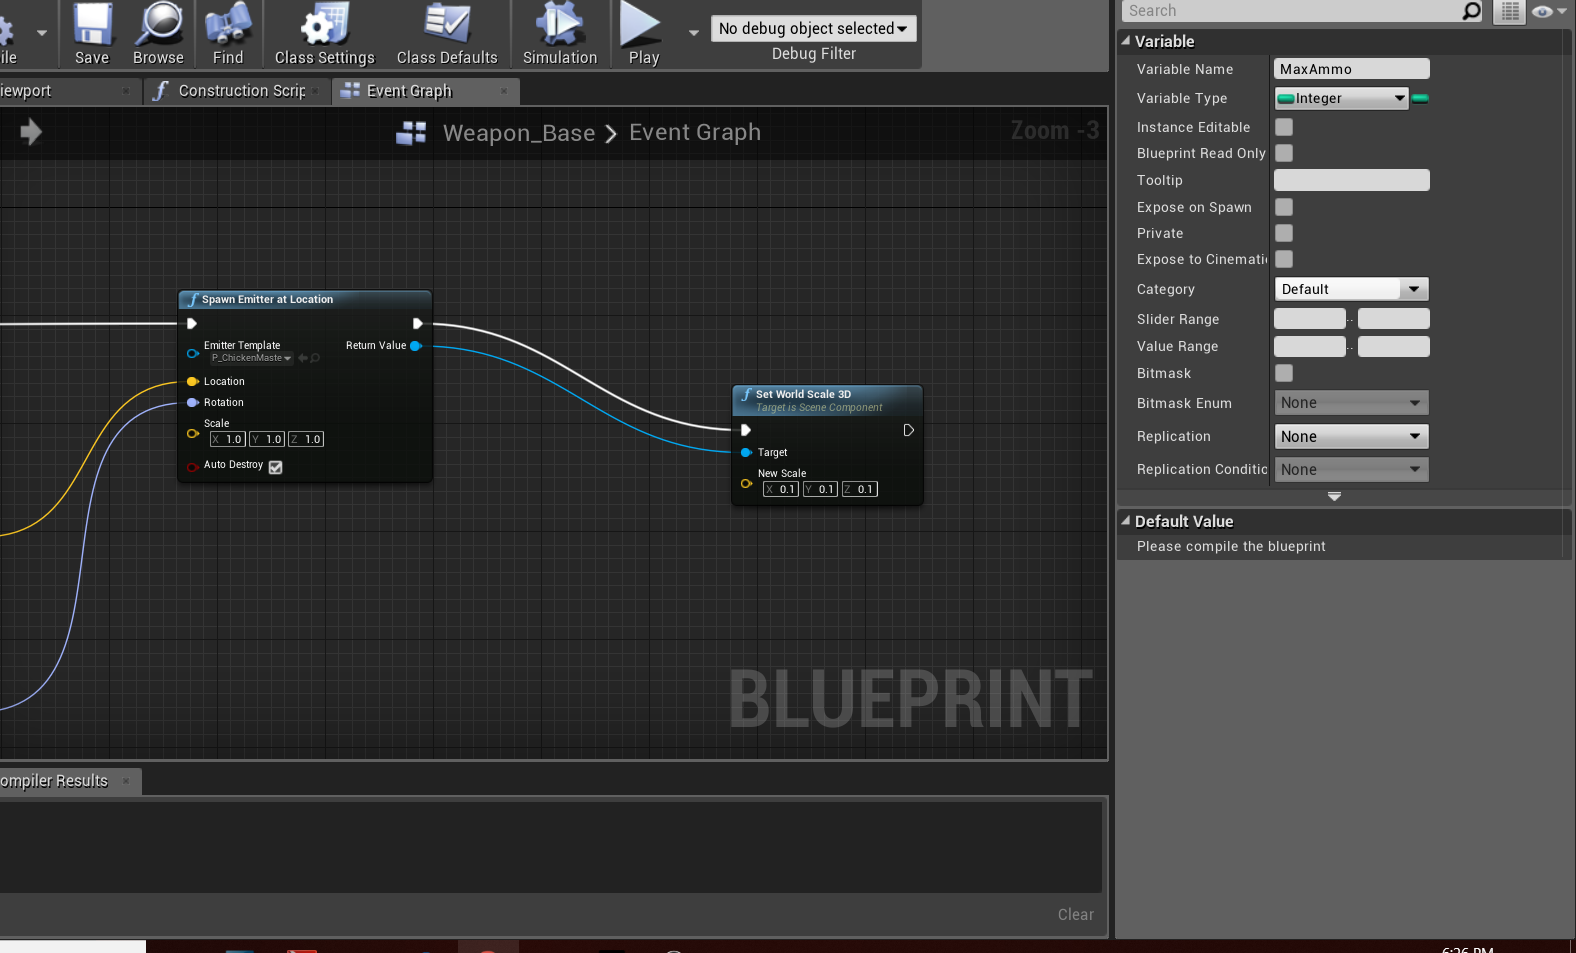 ile
Save
Browse
Find
Class Settings
Class Defaults
Simulation
Play
No debug object selected
Debug Filter
iewport
Construction Scrip
Event Graph
Weapon_Base
Event Graph
Zoom -3
Spawn Emitter at Location
Emitter Template
P_ChickenMaste
Return Value
Location
Rotation
Scale
X 1.0 Y 1.0 Z 1.0
Auto Destroy
Set World Scale 3D
Target is Scene Component
Target
New Scale
X 0.1 Y 0.1 Z 0.1
BLUEPRINT
ompiler Results
Clear
Search
Variable
Variable Name MaxAmmo
Variable Type Integer
Instance Editable
Blueprint Read Only
Tooltip
Expose on Spawn
Private
Expose to Cinemati
Category Default
Slider Range ..
Value Range ..
Bitmask
Bitmask Enum None
Replication None
Replication Conditio None
Default Value
Please compile the blueprint
6:26 PM